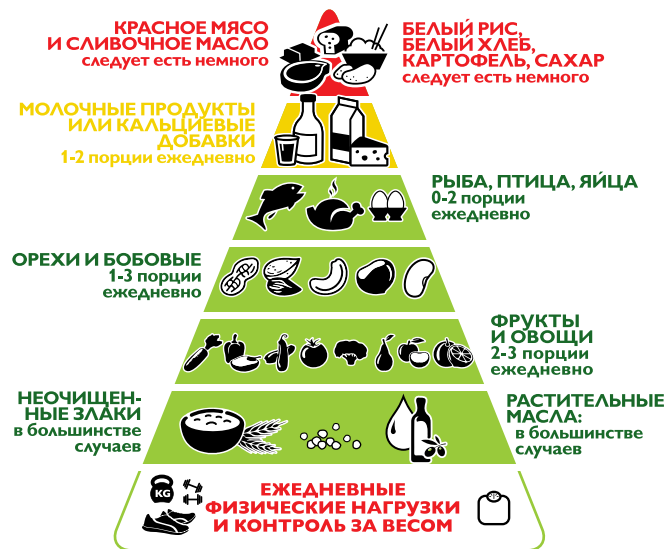 КРАСНОЕ МЯСО
И СЛИВОЧНОЕ МАСЛО
следует есть немного
БЕЛЫЙ РИС,
БЕЛЫЙ ХЛЕБ,
КАРТОФЕЛЬ, САХАР
следует есть немного
МОЛОЧНЫЕ ПРОДУКТЫ
ИЛИ КАЛЬЦИЕВЫЕ
ДОБАВКИ
1-2 порции ежедневно
РЫБА, ПТИЦА, ЯЙЦА
0-2 порции
ежедневно
ОРЕХИ И БОБОВЫЕ
1-3 порции
ежедневно
ФРУКТЫ
И ОВОЩИ
2-3 порции
ежедневно
НЕОЧИЩЕН-
НЫЕ ЗЛАКИ
в большинстве
случаев
РАСТИТЕЛЬНЫЕ
МАСЛА:
в большинстве
случаев
KG
ЕЖЕДНЕВНЫЕ
ФИЗИЧЕСКИЕ НАГРУЗКИ
И КОНТРОЛЬ ЗА ВЕСОМ